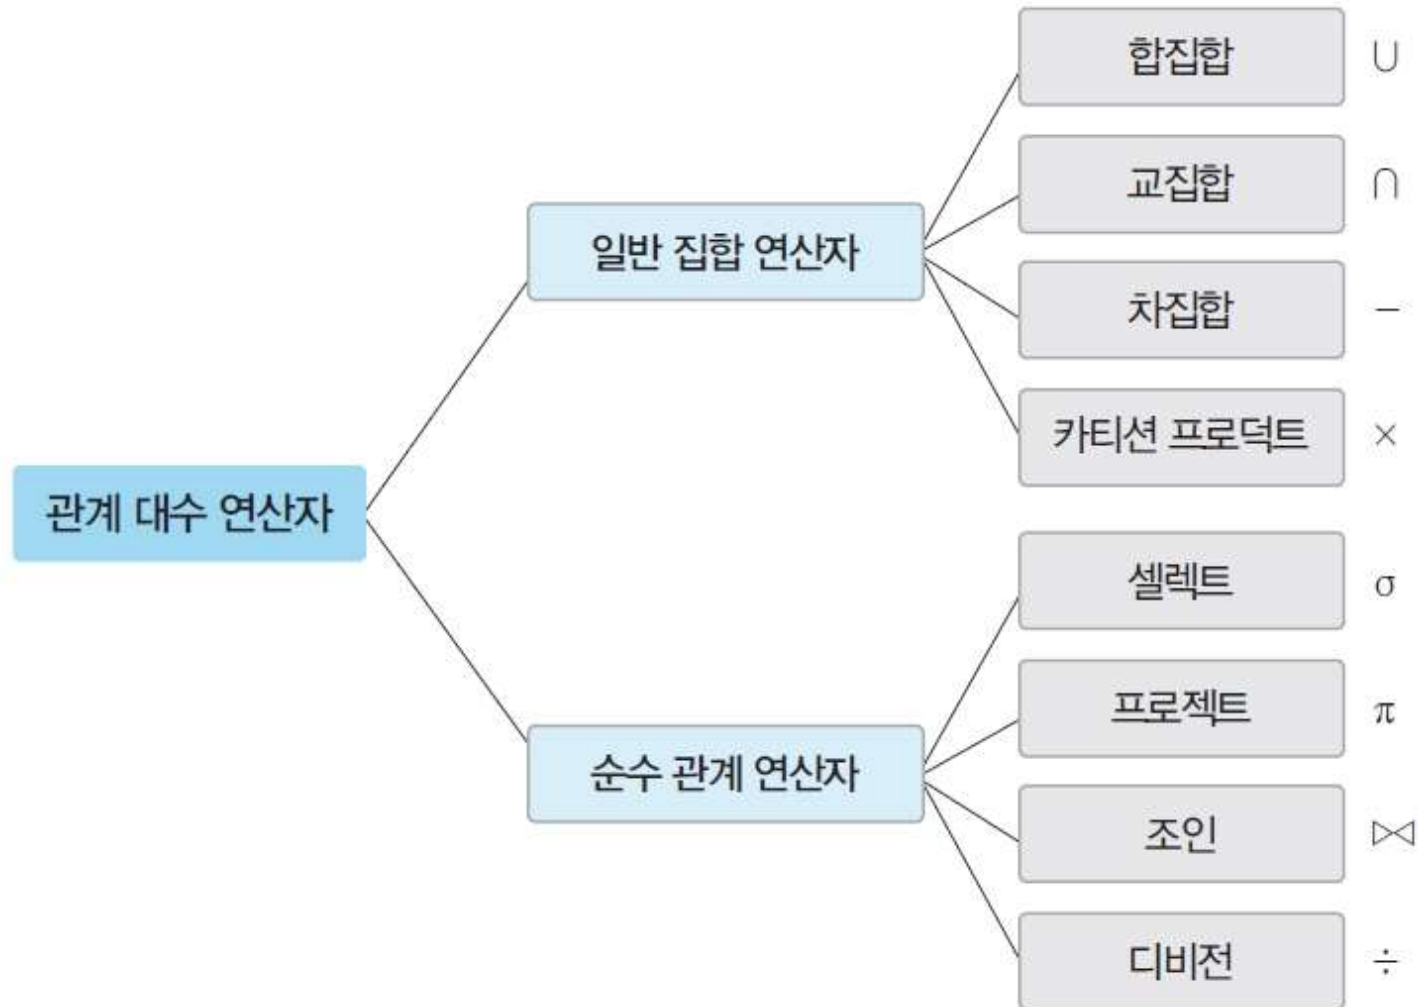 합집합 ∪
교집합 ∩
일반 집합 연산자
차집합 −
카티션 프로덕트 ×
관계 대수 연산자
셀렉트 σ
프로젝트 π
순수 관계 연산자
조인 ⋈
디비전 ÷